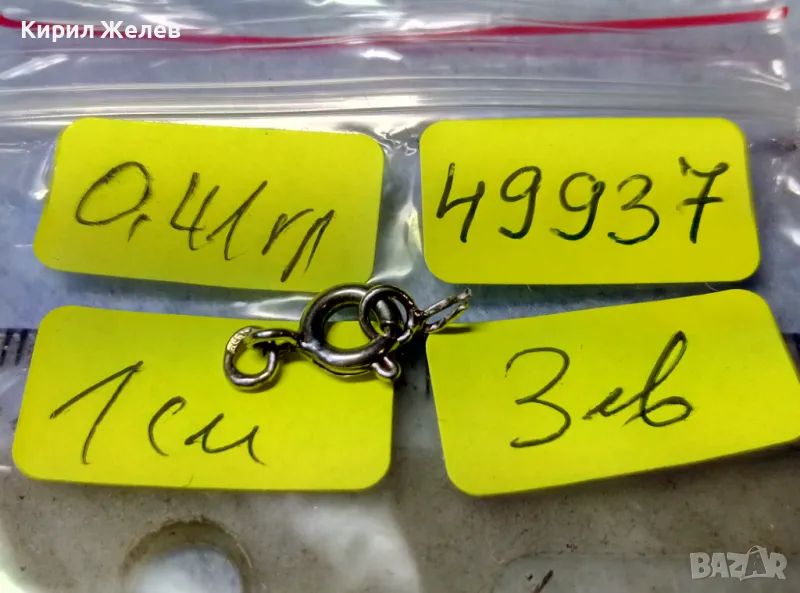 Кирил Желев
0,41гр
49937
1см
3лв
BAZAR